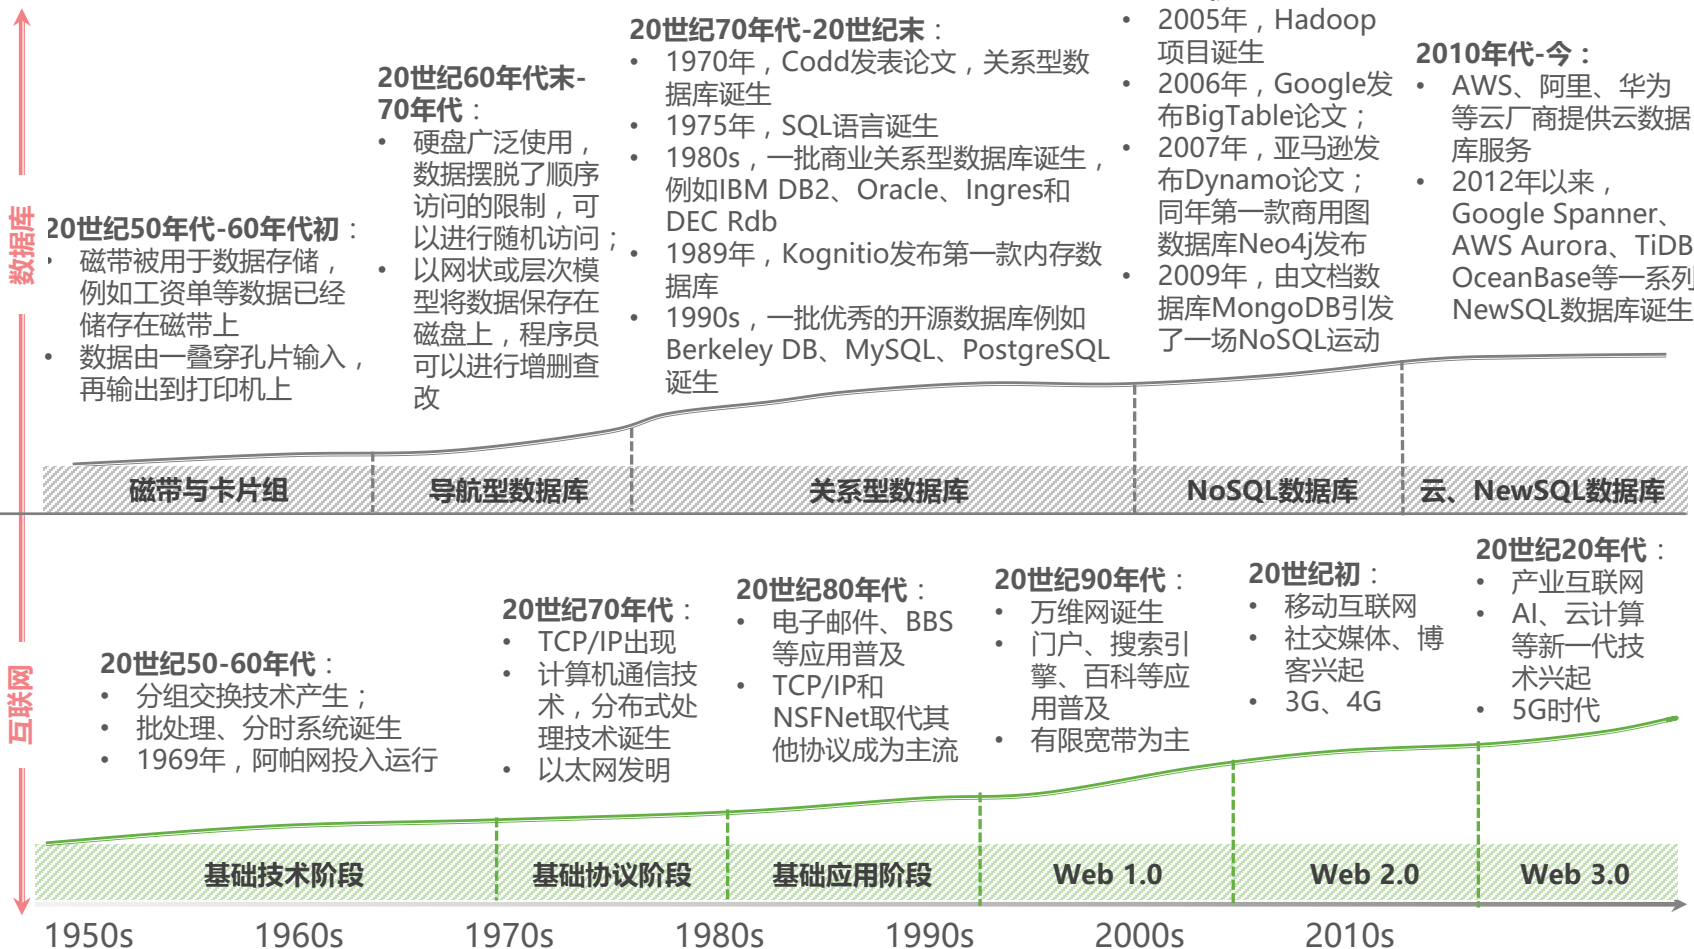 数据库
20世纪50年代-60年代初：
• 磁带被用于数据存储，
例如工资单等数据已经
储存在磁带上
• 数据由一叠穿孔片输入，
再输出到打印机上
20世纪60年代末-
70年代：
• 硬盘广泛使用，
数据摆脱了顺序
访问的限制，可
以进行随机访问；
• 以网状或层次模
型将数据保存在
磁盘上，程序员
可以进行增删查
改
20世纪70年代-20世纪末：
• 1970年，Codd发表论文，关系型数
据库诞生
• 1975年，SQL语言诞生
• 1980s，一批商业关系型数据库诞生，
例如IBM DB2、Oracle、Ingres和
DEC Rdb
• 1989年，Kognitio发布第一款内存数
据库
• 1990s，一批优秀的开源数据库例如
Berkeley DB、MySQL、PostgreSQL
诞生
• 2005年，Hadoop
项目诞生
• 2006年，Google发
布BigTable论文；
• 2007年，亚马逊发
布Dynamo论文；
同年第一款商用图
数据库Neo4j发布
• 2009年，由文档数
据库MongoDB引发
了一场NoSQL运动
2010年代-今：
• AWS、阿里、华为
等云厂商提供云数据
库服务
• 2012年以来，
Google Spanner、
AWS Aurora、TiDB
OceanBase等一系列
NewSQL数据库诞生
磁带与卡片组
导航型数据库
关系型数据库
NoSQL数据库
云、NewSQL数据库
互联网
20世纪50-60年代：
• 分组交换技术产生；
• 批处理、分时系统诞生
• 1969年，阿帕网投入运行
20世纪70年代：
• TCP/IP出现
• 计算机通信技
术，分布式处
理技术诞生
• 以太网发明
20世纪80年代：
• 电子邮件、BBS
等应用普及
• TCP/IP和
NSFNet取代其
他协议成为主流
20世纪90年代：
• 万维网诞生
• 门户、搜索引
擎、百科等应
用普及
• 有限宽带为主
20世纪初：
• 移动互联网
• 社交媒体、博
客兴起
• 3G、4G
20世纪20年代：
• 产业互联网
• AI、云计算
等新一代技
术兴起
• 5G时代
基础技术阶段
基础协议阶段
基础应用阶段
Web 1.0
Web 2.0
Web 3.0
1950s
1960s
1970s
1980s
1990s
2000s
2010s